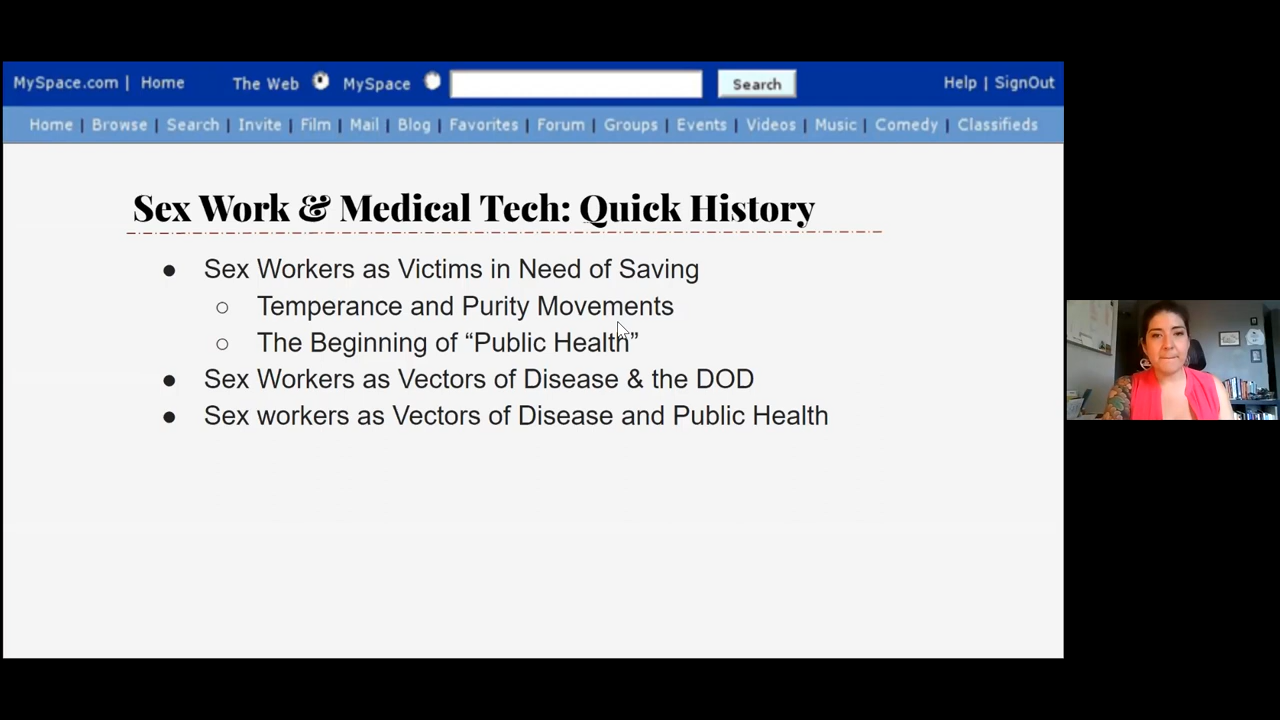 MySpace.com | Home The Web MySpace Search Help | SignOut
Home | Browse | Search | Invite | Film | Mail | Blog | Favorites | Forum | Groups | Events | Videos | Music | Comedy | Classifieds
Sex Work & Medical Tech: Quick History
● Sex Workers as Victims in Need of Saving
○ Temperance and Purity Movements
○ The Beginning of “Public Health”
● Sex Workers as Vectors of Disease & the DOD
● Sex workers as Vectors of Disease and Public Health